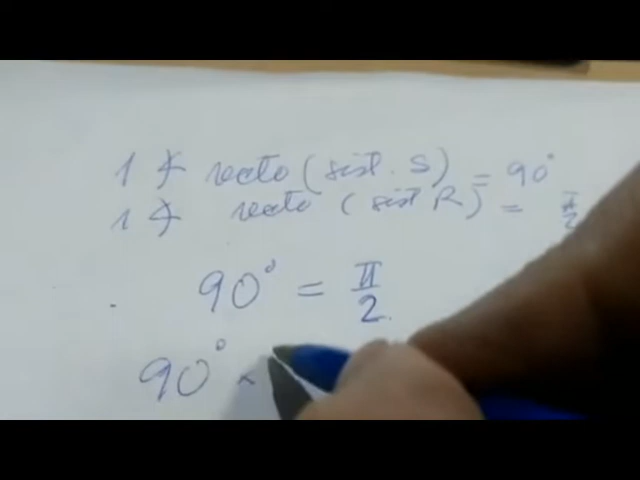 1 ∡ recto (sist. S) = 90°
1 ∡ recto (sist R) = π/2
90° = π/2
90°